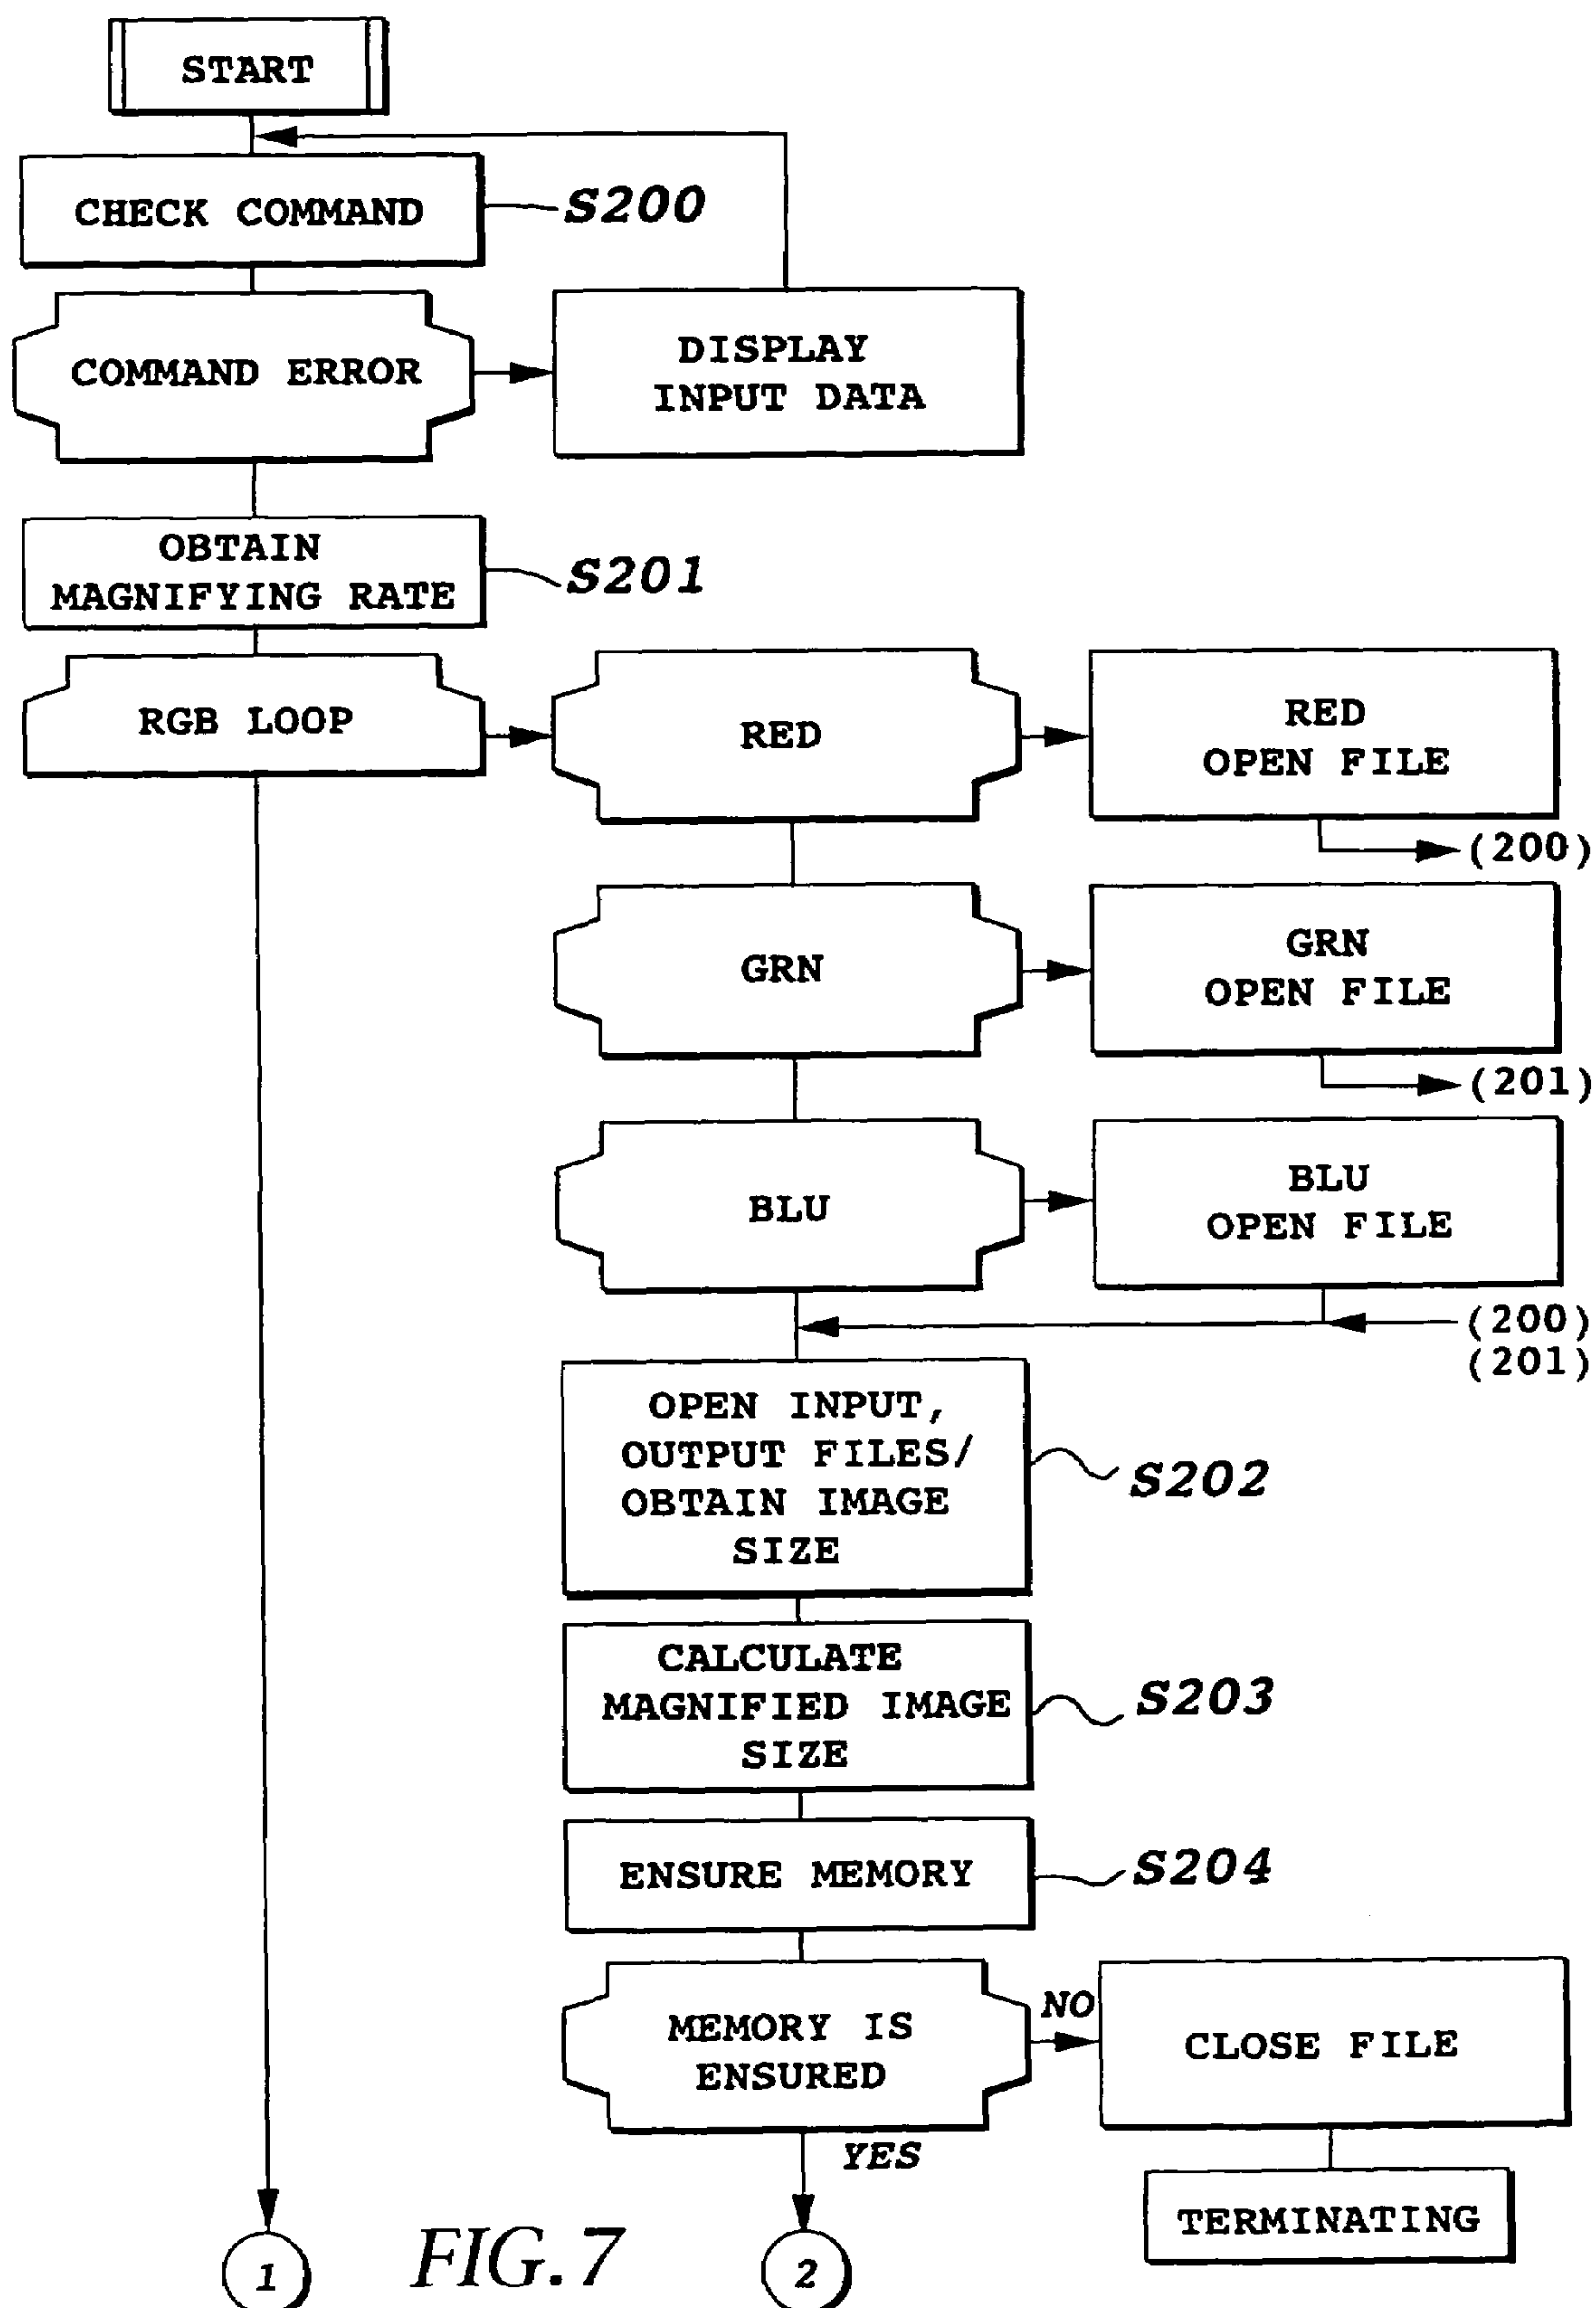 START
CHECK COMMAND
S200
COMMAND ERROR
DISPLAY
INPUT DATA
OBTAIN
MAGNIFYING RATE
S201
RGB LOOP
RED
RED
OPEN FILE
(200)
GRN
GRN
OPEN FILE
(201)
BLU
BLU
OPEN FILE
(200)
(201)
OPEN INPUT,
OUTPUT FILES/
OBTAIN IMAGE
SIZE
S202
CALCULATE
MAGNIFIED IMAGE
SIZE
S203
ENSURE MEMORY
S204
MEMORY IS
ENSURED
NO
CLOSE FILE
YES
TERMINATING
1
FIG. 7
2